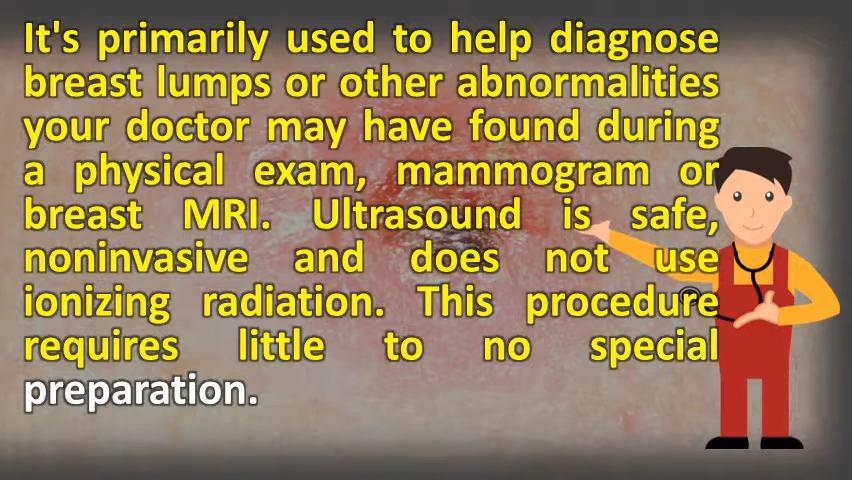 It's primarily used to help diagnose
breast lumps or other abnormalities
your doctor may have found during
a physical exam, mammogram or
breast MRI. Ultrasound is safe,
noninvasive and does not use
ionizing radiation. This procedure
requires little to no special
preparation.